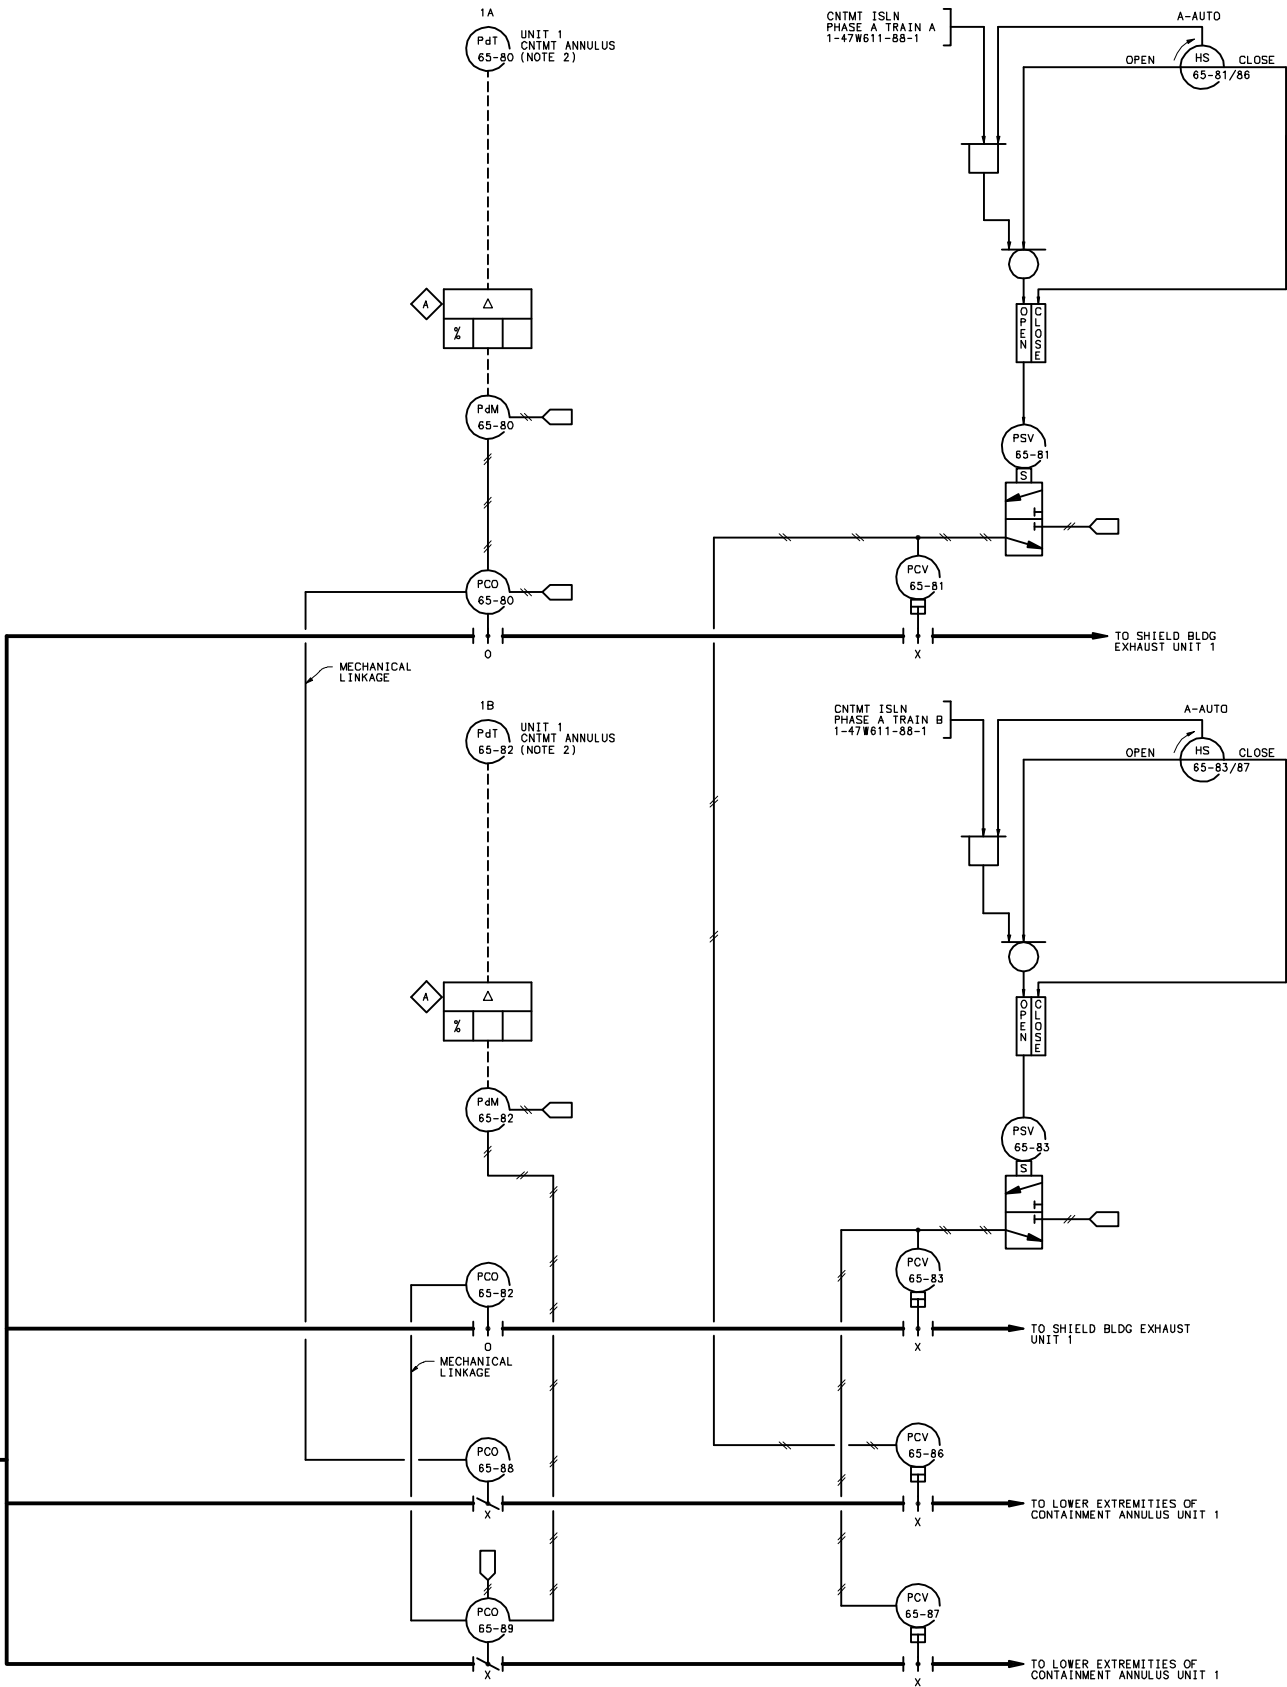 1A
PdT
65-80
UNIT 1
CNTMT ANNULUS
(NOTE 2)
CNTMT ISLN
PHASE A TRAIN A
1-47W611-88-1
A-AUTO
OPEN
HS
65-81/86
CLOSE
A
△
%
OPEN
CLOSE
PdM
65-80
PSV
65-81
S
PCO
65-80
PCV
65-81
O
X
TO SHIELD BLDG
EXHAUST UNIT 1
MECHANICAL
LINKAGE
1B
PdT
65-82
UNIT 1
CNTMT ANNULUS
(NOTE 2)
CNTMT ISLN
PHASE A TRAIN B
1-47W611-88-1
A-AUTO
OPEN
HS
65-83/87
CLOSE
A
△
%
OPEN
CLOSE
PdM
65-82
PSV
65-83
S
PCO
65-82
PCV
65-83
O
X
TO SHIELD BLDG EXHAUST
UNIT 1
MECHANICAL
LINKAGE
PCO
65-88
PCV
65-86
X
X
TO LOWER EXTREMITIES OF
CONTAINMENT ANNULUS UNIT 1
PCO
65-89
PCV
65-87
X
X
TO LOWER EXTREMITIES OF
CONTAINMENT ANNULUS UNIT 1